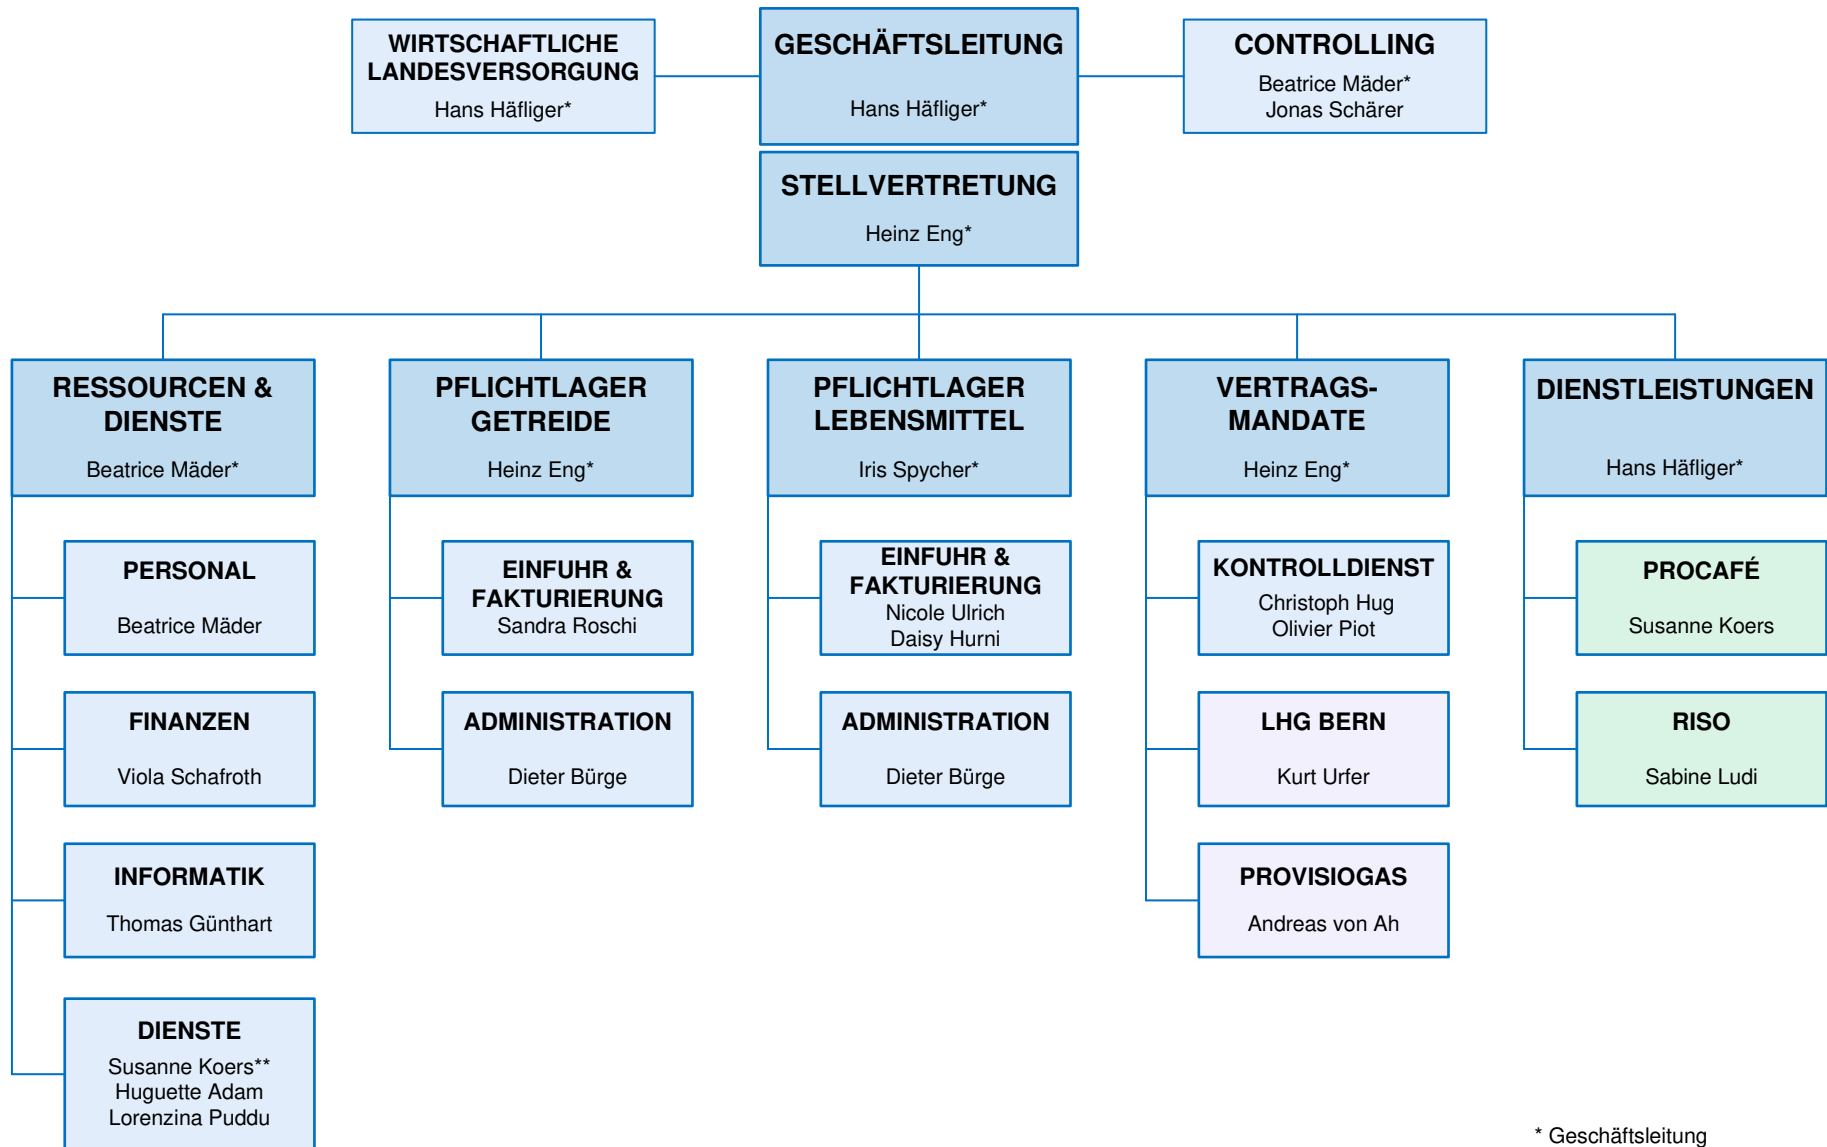 WIRTSCHAFTLICHE
LANDESVERSORGUNG
Hans Häfliger*
GESCHÄFTSLEITUNG
Hans Häfliger*
CONTROLLING
Beatrice Mäder*
Jonas Schärer
STELLVERTRETUNG
Heinz Eng*
RESSOURCEN &
DIENSTE
Beatrice Mäder*
PFLICHTLAGER
GETREIDE
Heinz Eng*
PFLICHTLAGER
LEBENSMITTEL
Iris Spycher*
VERTRAGS-
MANDATE
Heinz Eng*
DIENSTLEISTUNGEN
Hans Häfliger*
PERSONAL
Beatrice Mäder
EINFUHR &
FAKTURIERUNG
Sandra Roschi
EINFUHR &
FAKTURIERUNG
Nicole Ulrich
Daisy Hurni
KONTROLLDIENST
Christoph Hug
Olivier Piot
PROCAFÉ
Susanne Koers
FINANZEN
Viola Schafroth
ADMINISTRATION
Dieter Bürge
ADMINISTRATION
Dieter Bürge
LHG BERN
Kurt Urfer
RISO
Sabine Ludi
INFORMATIK
Thomas Günthart
PROVISIOGAS
Andreas von Ah
DIENSTE
Susanne Koers**
Huguette Adam
Lorenzina Puddu
* Geschäftsleitung